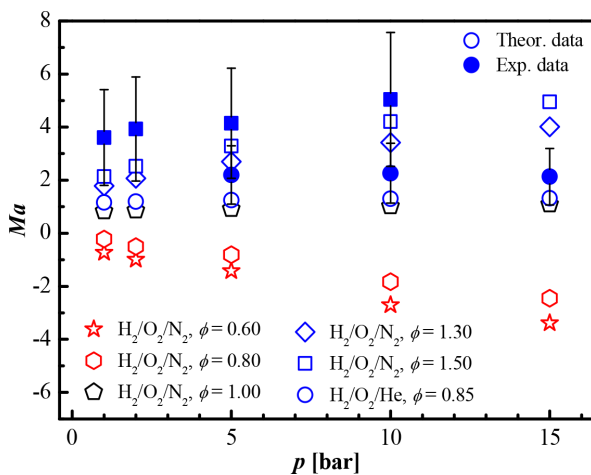 8
6
4
2
0
-2
-4
-6
Ma
Theor. data
Exp. data
H₂/O₂/N₂, ϕ = 0.60
H₂/O₂/N₂, ϕ = 0.80
H₂/O₂/N₂, ϕ = 1.00
H₂/O₂/N₂, ϕ = 1.30
H₂/O₂/N₂, ϕ = 1.50
H₂/O₂/He, ϕ = 0.85
0 5 10 15
p [bar]